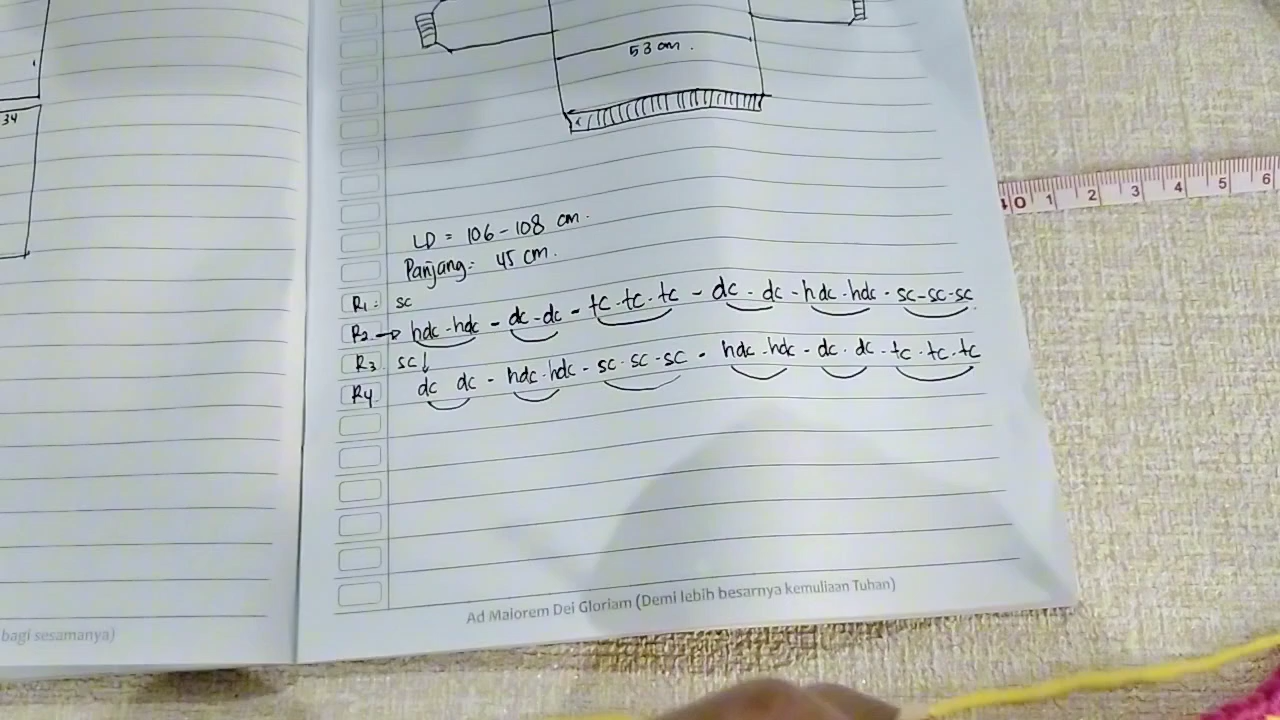 34
53 cm.
0 1 2 3 4 5 6
LD = 106 - 108 cm.
Panjang: 45 cm.
R1: sc
R2 → hdc - hdc - dc - dc - tc - tc - tc - dc - dc - hdc - hdc - sc - sc - sc
R3 sc↓
R4 dc dc - hdc - hdc - sc - sc - sc - hdc - hdc - dc - dc - tc - tc - tc
Ad Maiorem Dei Gloriam (Demi lebih besarnya kemuliaan Tuhan)
bagi sesamanya)